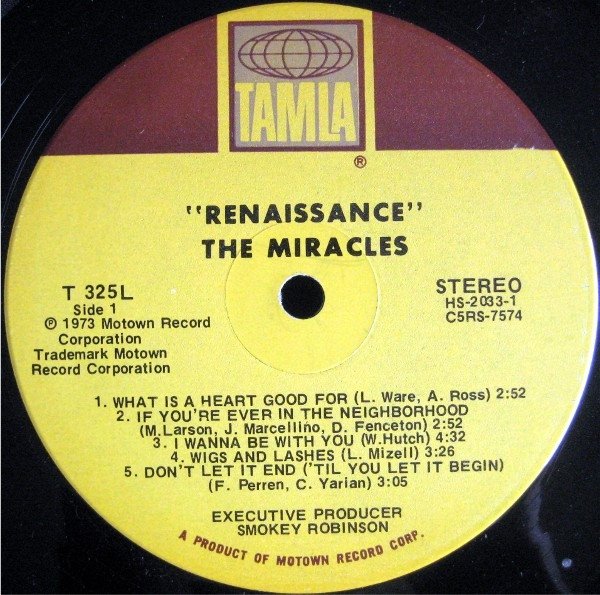 TAMLA
®
"RENAISSANCE"
THE MIRACLES
T 325L
Side 1
℗ 1973 Motown Record
Corporation
Trademark Motown
Record Corporation
STEREO
HS-2033-1
C5RS-7574
1. WHAT IS A HEART GOOD FOR (L. Ware, A. Ross) 2:52
2. IF YOU'RE EVER IN THE NEIGHBORHOOD
(M.Larson, J. Marcellino, D. Fenceton) 2:52
3. I WANNA BE WITH YOU (W.Hutch) 4:32
4. WIGS AND LASHES (L. Mizell) 3:26
5. DON'T LET IT END ('TIL YOU LET IT BEGIN)
(F. Perren, C. Yarian) 3:05
EXECUTIVE PRODUCER
SMOKEY ROBINSON
A PRODUCT OF MOTOWN RECORD CORP.